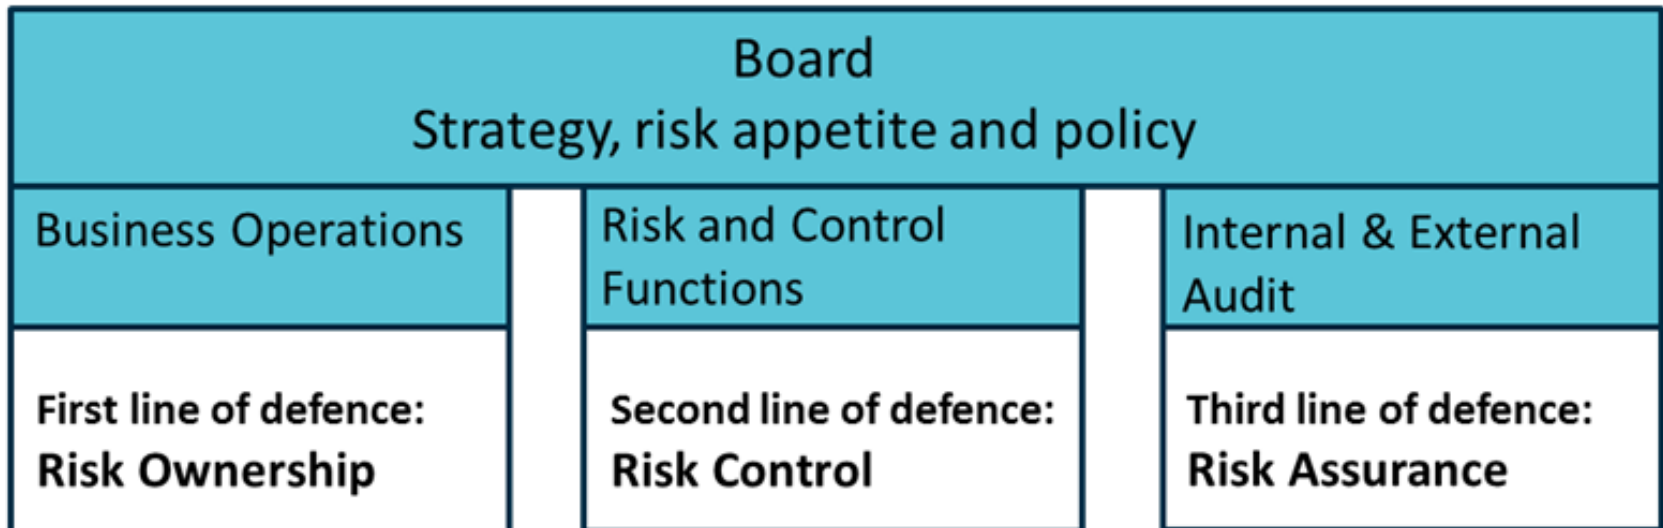 Board
Strategy, risk appetite and policy
Business Operations
Risk and Control
Functions
Internal & External
Audit
First line of defence:
Risk Ownership
Second line of defence:
Risk Control
Third line of defence:
Risk Assurance